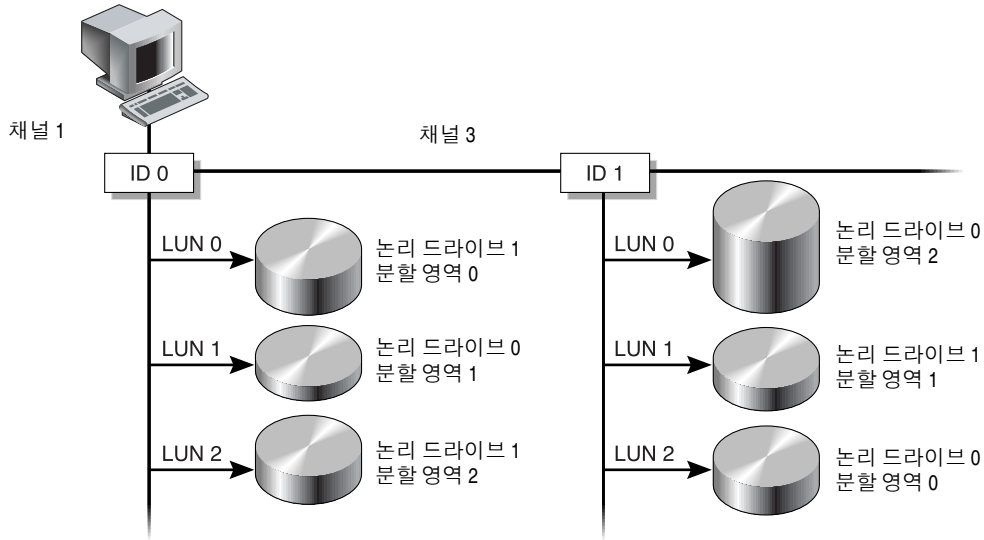 채널 1
채널 3
ID 0
ID 1
LUN 0
논리 드라이브 1
분할 영역 0
LUN 1
논리 드라이브 0
분할 영역 1
LUN 2
논리 드라이브 1
분할 영역 2
LUN 0
논리 드라이브 0
분할 영역 2
LUN 1
논리 드라이브 1
분할 영역 1
LUN 2
논리 드라이브 0
분할 영역 0